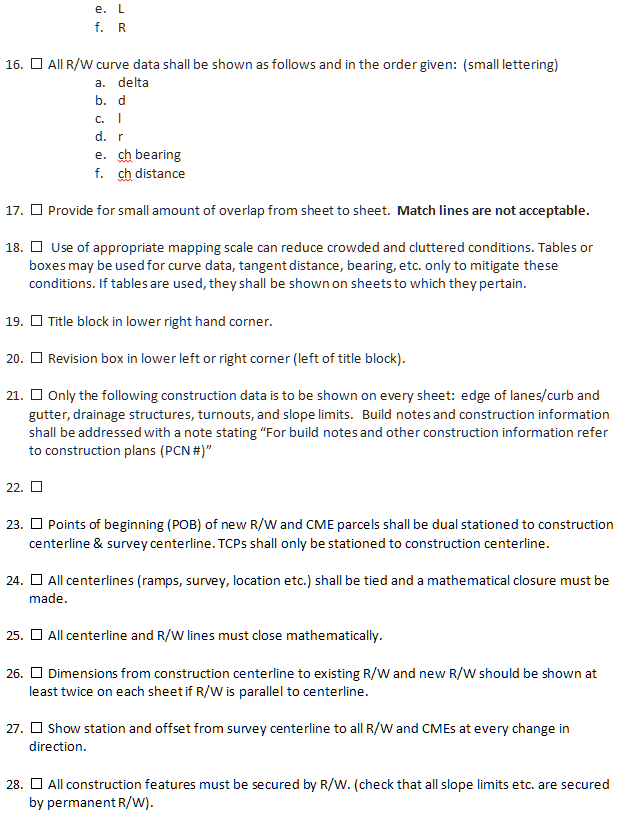 e. L
f. R
16. ☐ All R/W curve data shall be shown as follows and in the order given: (small lettering)
a. delta
b. d
c. l
d. r
e. ch bearing
f. ch distance
17. ☐ Provide for small amount of overlap from sheet to sheet. Match lines are not acceptable.
18. ☐ Use of appropriate mapping scale can reduce crowded and cluttered conditions. Tables or
boxes may be used for curve data, tangent distance, bearing, etc. only to mitigate these
conditions. If tables are used, they shall be shown on sheets to which they pertain.
19. ☐ Title block in lower right hand corner.
20. ☐ Revision box in lower left or right corner (left of title block).
21. ☐ Only the following construction data is to be shown on every sheet: edge of lanes/curb and
gutter, drainage structures, turnouts, and slope limits. Build notes and construction information
shall be addressed with a note stating “For build notes and other construction information refer
to construction plans (PCN #)”
22. ☐
23. ☐ Points of beginning (POB) of new R/W and CME parcels shall be dual stationed to construction
centerline & survey centerline. TCPs shall only be stationed to construction centerline.
24. ☐ All centerlines (ramps, survey, location etc.) shall be tied and a mathematical closure must be
made.
25. ☐ All centerline and R/W lines must close mathematically.
26. ☐ Dimensions from construction centerline to existing R/W and new R/W should be shown at
least twice on each sheet if R/W is parallel to centerline.
27. ☐ Show station and offset from survey centerline to all R/W and CMEs at every change in
direction.
28. ☐ All construction features must be secured by R/W. (check that all slope limits etc. are secured
by permanent R/W).